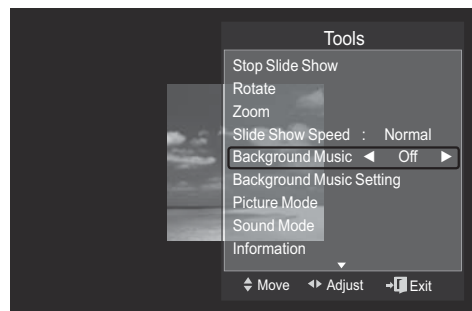 Tools
Stop Slide Show
Rotate
Zoom
Slide Show Speed : Normal
Background Music ◀ Off ▶
Background Music Setting
Picture Mode
Sound Mode
Information
Move Adjust Exit